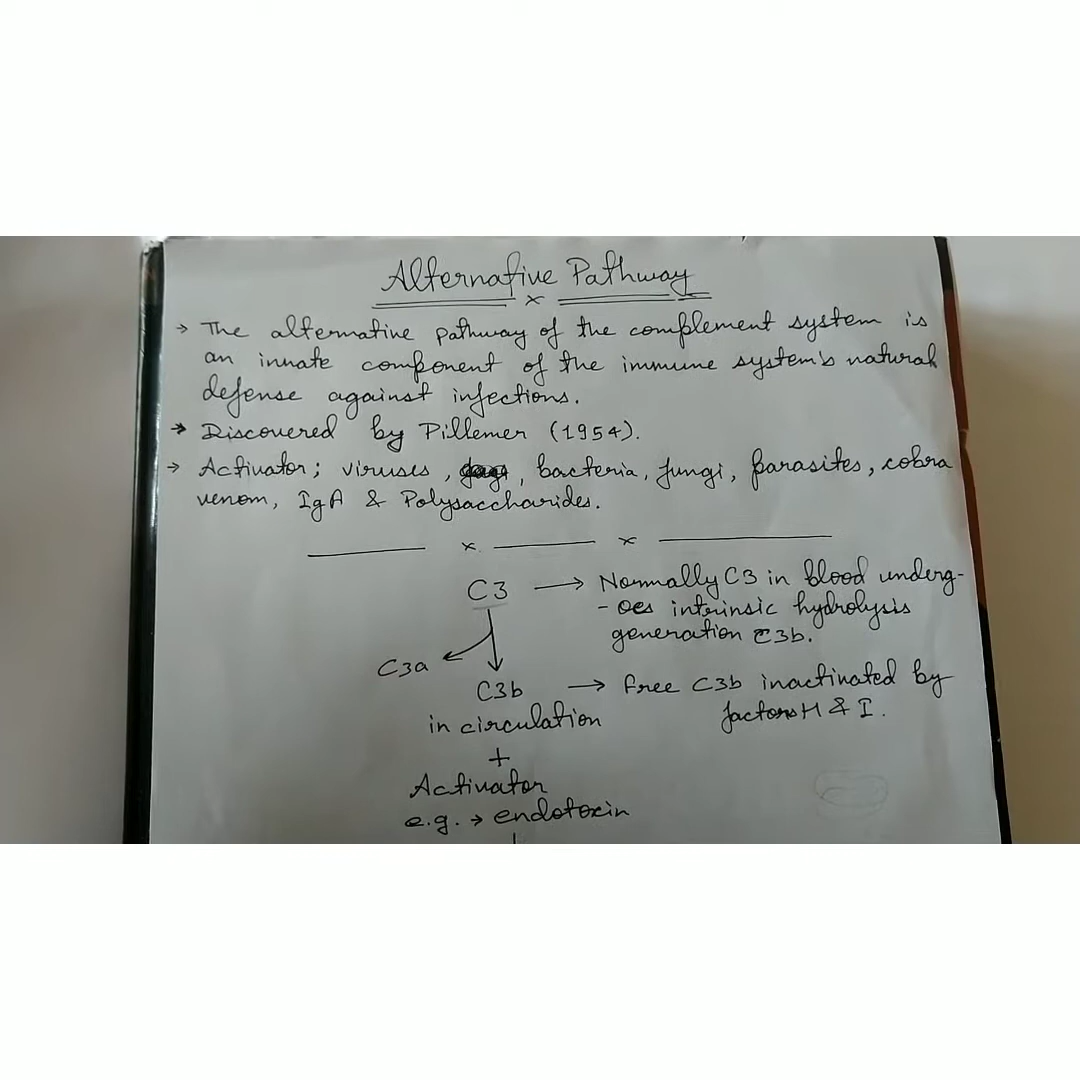 Alternative Pathway
x
→ The alternative pathway of the complement system is
an innate component of the immune system's natural
defense against infections.
→ Discovered by Pillemer (1954).
→ Activator; viruses, , bacteria, fungi, parasites, cobra
venom, IgA & Polysaccharides.
x x
C3 → Normally C3 in blood underg-
- oes intrinsic hydrolysis
generation C3b.
C3a
C3b → free C3b inactivated by
in circulation factors H & I.
+
Activator
e.g. → endotoxin